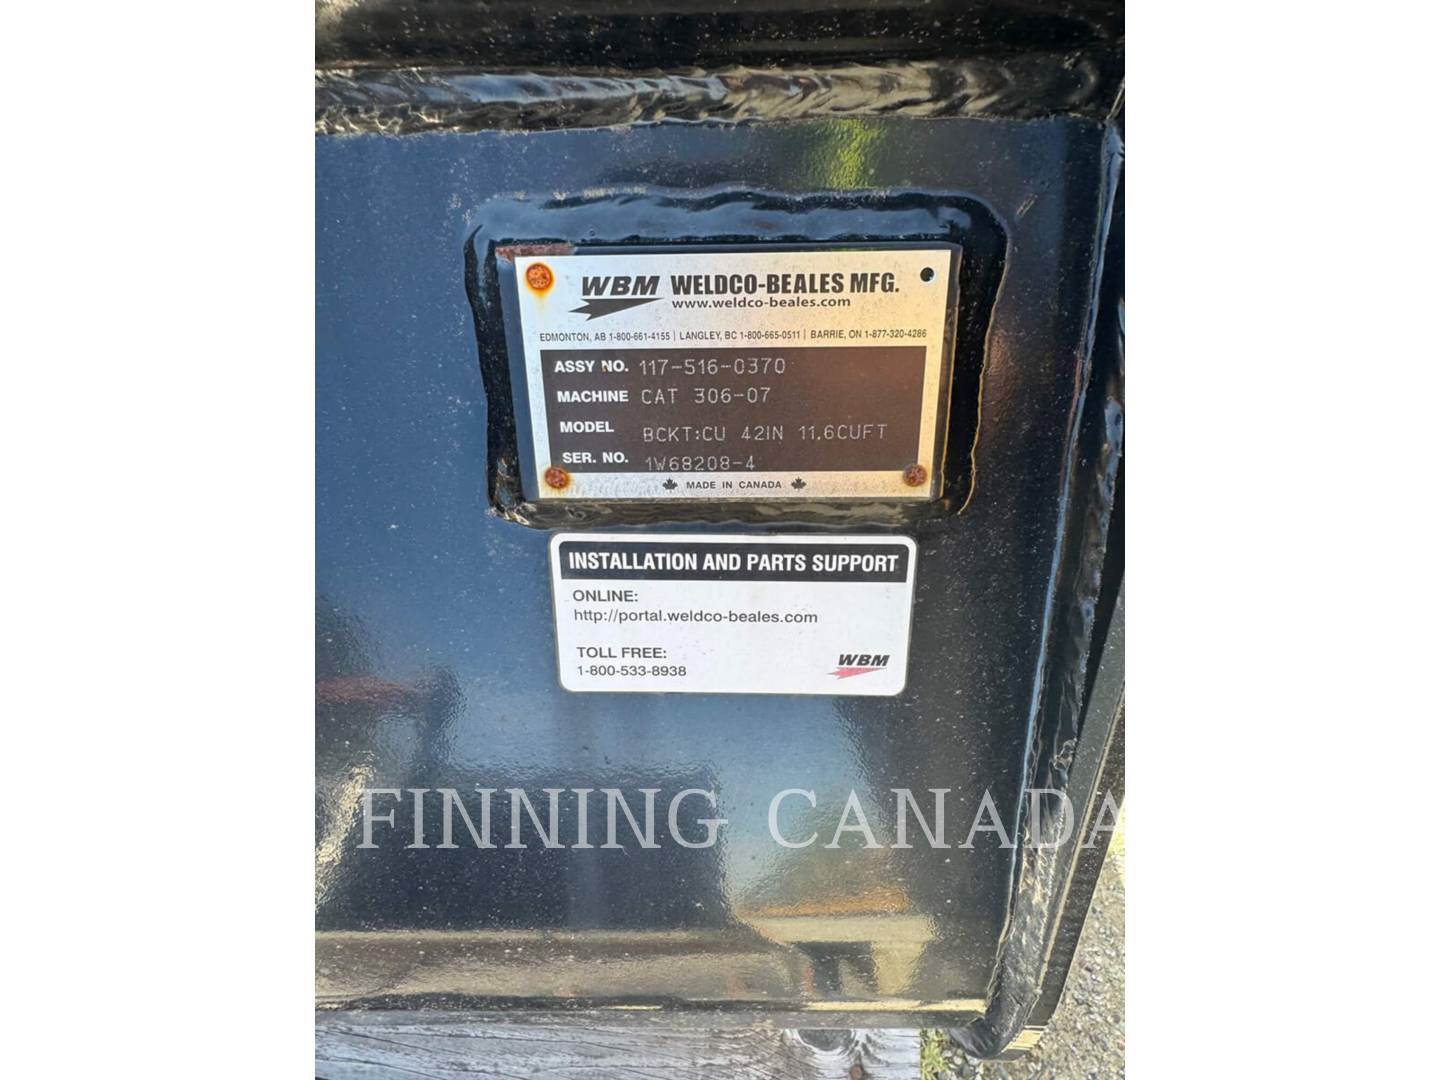 WBM WELDCO-BEALES MFG.
www.weldco-beales.com
EDMONTON, AB 1-800-661-4155 | LANGLEY, BC 1-800-665-0511 | BARRIE, ON 1-877-320-4286
ASSY NO. 117-516-0370
MACHINE CAT 306-07
MODEL BCKT:CU 42IN 11.6CUFT
SER. NO. 1W68208-4
MADE IN CANADA
INSTALLATION AND PARTS SUPPORT
ONLINE:
http://portal.weldco-beales.com
TOLL FREE:
1-800-533-8938
WBM
FINNING CANADA